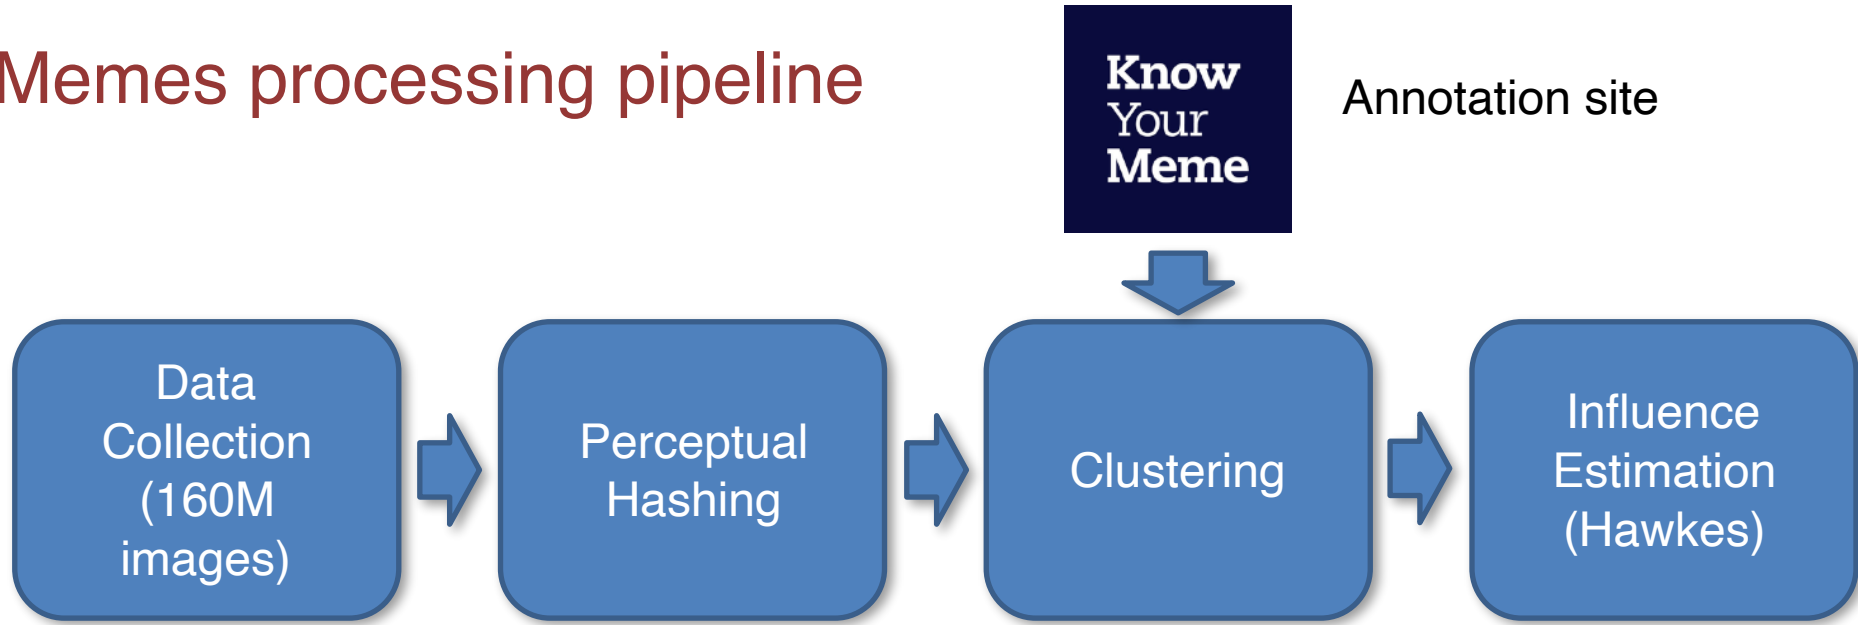 Memes processing pipeline
Know
Your
Meme
Annotation site
Data
Collection
(160M
images)
Perceptual
Hashing
Clustering
Influence
Estimation
(Hawkes)